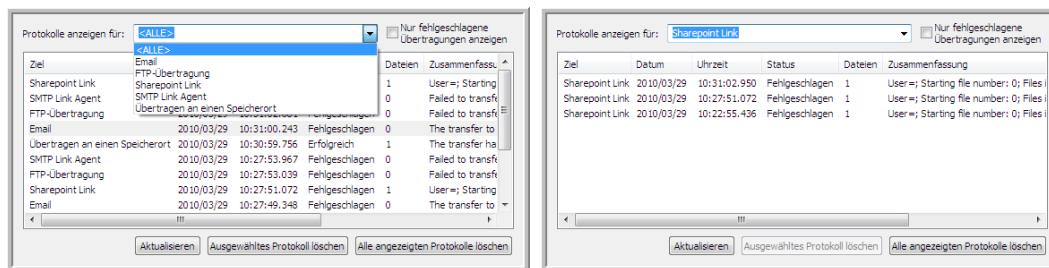 Protokolle anzeigen für: <ALLE> Nur fehlgeschlagene Übertragungen anzeigen
<ALLE>
Email
FTP-Übertragung
Sharepoint Link
SMTP Link Agent
Übertragen an einen Speicherort
Ziel Dateien Zusammenfassu
Sharepoint Link 1 User=; Starting
SMTP Link Agent 0 Failed to transfe
FTP-Übertragung 2010/03/29 Fehlgeschlagen 0 Failed to transfe
Email 2010/03/29 10:31:00.243 Fehlgeschlagen 0 The transfer to
Übertragen an einen Speicherort 2010/03/29 10:30:59.756 Erfolgreich 1 The transfer ha
SMTP Link Agent 2010/03/29 10:27:53.967 Fehlgeschlagen 0 Failed to transfe
FTP-Übertragung 2010/03/29 10:27:53.039 Fehlgeschlagen 0 Failed to transfe
Sharepoint Link 2010/03/29 10:27:51.072 Fehlgeschlagen 1 User=; Starting
Email 2010/03/29 10:27:49.348 Fehlgeschlagen 0 The transfer to
Aktualisieren Ausgewähltes Protokoll löschen Alle angezeigten Protokolle löschen
Protokolle anzeigen für: Sharepoint Link Nur fehlgeschlagene Übertragungen anzeigen
Ziel Datum Uhrzeit Status Dateien Zusammenfassung
Sharepoint Link 2010/03/29 10:31:02.950 Fehlgeschlagen 1 User=; Starting file number: 0; Files i
Sharepoint Link 2010/03/29 10:27:51.072 Fehlgeschlagen 1 User=; Starting file number: 0; Files i
Sharepoint Link 2010/03/29 10:22:55.436 Fehlgeschlagen 1 User=; Starting file number: 0; Files i
Aktualisieren Ausgewähltes Protokoll löschen Alle angezeigten Protokolle löschen